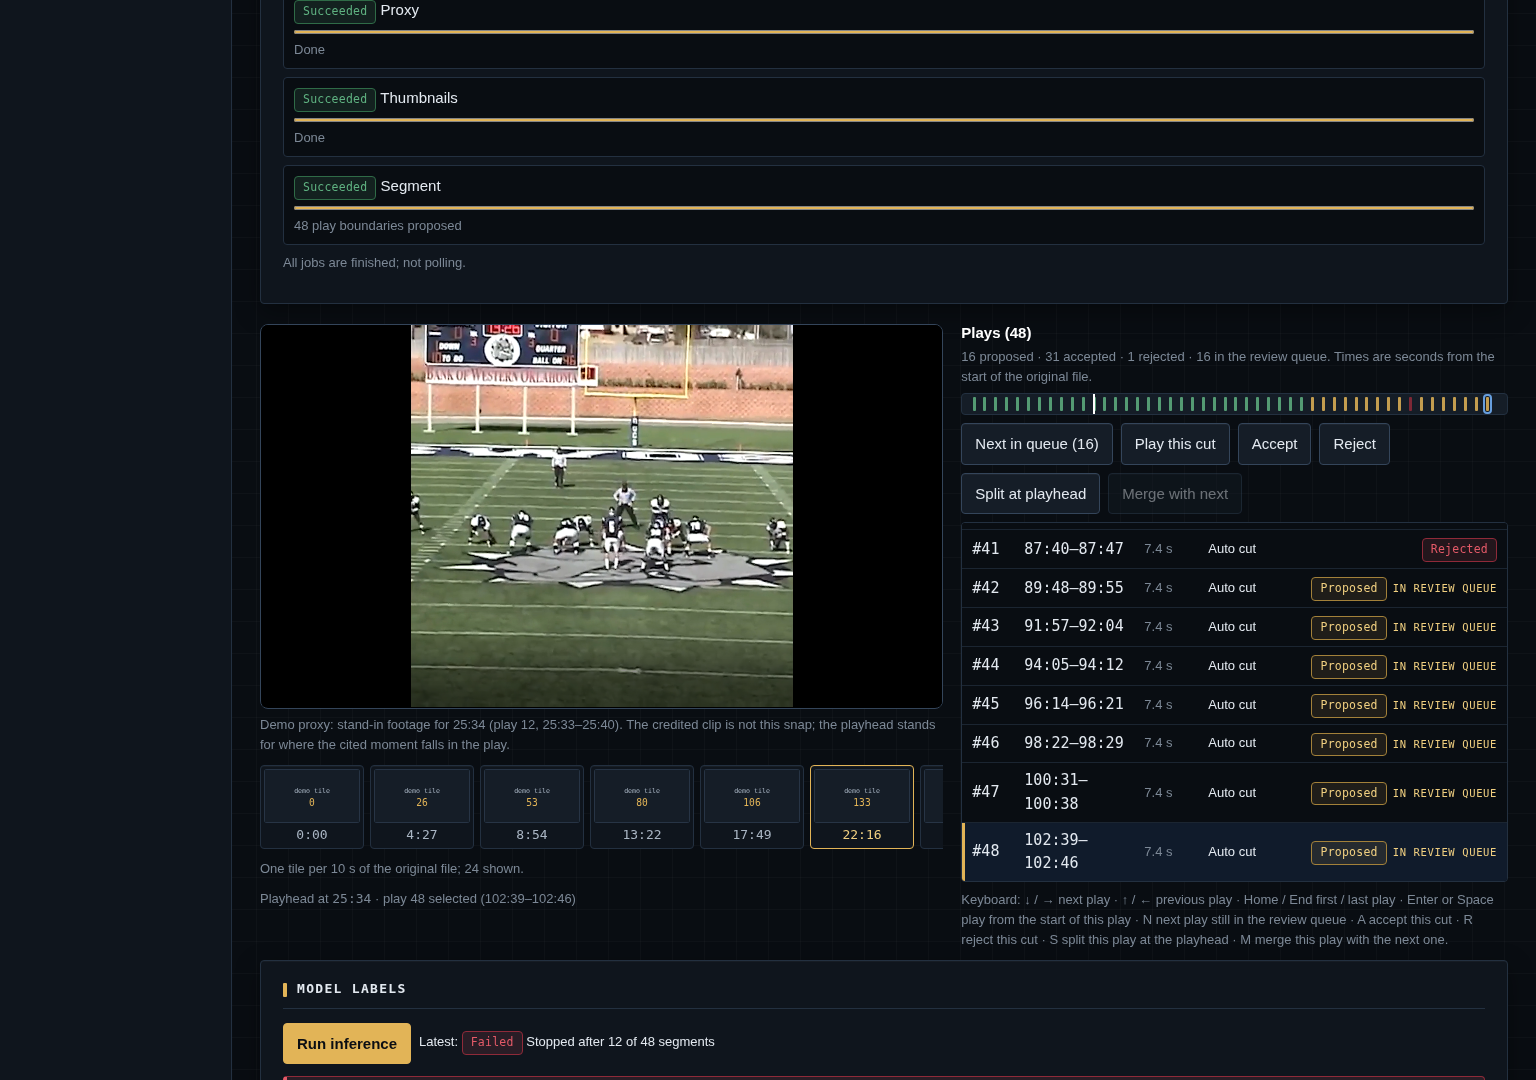 Succeeded Proxy
Done
Succeeded Thumbnails
Done
Succeeded Segment
48 play boundaries proposed
All jobs are finished; not polling.
DOWN
TO GO
QUARTER
BALL ON
BANK OF WESTERN OKLAHOMA
Demo proxy: stand-in footage for 25:34 (play 12, 25:33–25:40). The credited clip is not this snap; the playhead stands
for where the cited moment falls in the play.
demo tile
0
0:00
demo tile
26
4:27
demo tile
53
8:54
demo tile
80
13:22
demo tile
106
17:49
demo tile
133
22:16
One tile per 10 s of the original file; 24 shown.
Playhead at 25:34 · play 48 selected (102:39–102:46)
Plays (48)
16 proposed · 31 accepted · 1 rejected · 16 in the review queue. Times are seconds from the
start of the original file.
Next in queue (16) Play this cut Accept Reject
Split at playhead Merge with next
#41 87:40–87:47 7.4 s Auto cut Rejected
#42 89:48–89:55 7.4 s Auto cut Proposed IN REVIEW QUEUE
#43 91:57–92:04 7.4 s Auto cut Proposed IN REVIEW QUEUE
#44 94:05–94:12 7.4 s Auto cut Proposed IN REVIEW QUEUE
#45 96:14–96:21 7.4 s Auto cut Proposed IN REVIEW QUEUE
#46 98:22–98:29 7.4 s Auto cut Proposed IN REVIEW QUEUE
#47 100:31–
100:38 7.4 s Auto cut Proposed IN REVIEW QUEUE
#48 102:39–
102:46 7.4 s Auto cut Proposed IN REVIEW QUEUE
Keyboard: ↓ / → next play · ↑ / ← previous play · Home / End first / last play · Enter or Space
play from the start of this play · N next play still in the review queue · A accept this cut · R
reject this cut · S split this play at the playhead · M merge this play with the next one.
MODEL LABELS
Run inference Latest: Failed Stopped after 12 of 48 segments